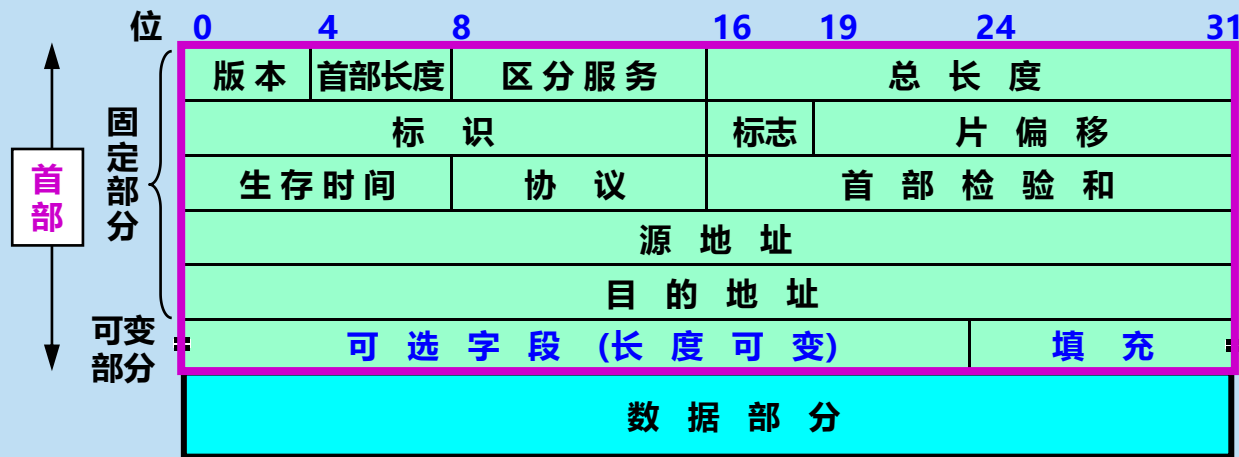 位 0 4 8 16 19 24 31
版本 首部长度 区分服务 总长度
标识 标志 片偏移
生存时间 协议 首部检验和
源地址
目的地址
可选字段 (长度可变) 填充
数据部分
首部
固定部分
可变部分